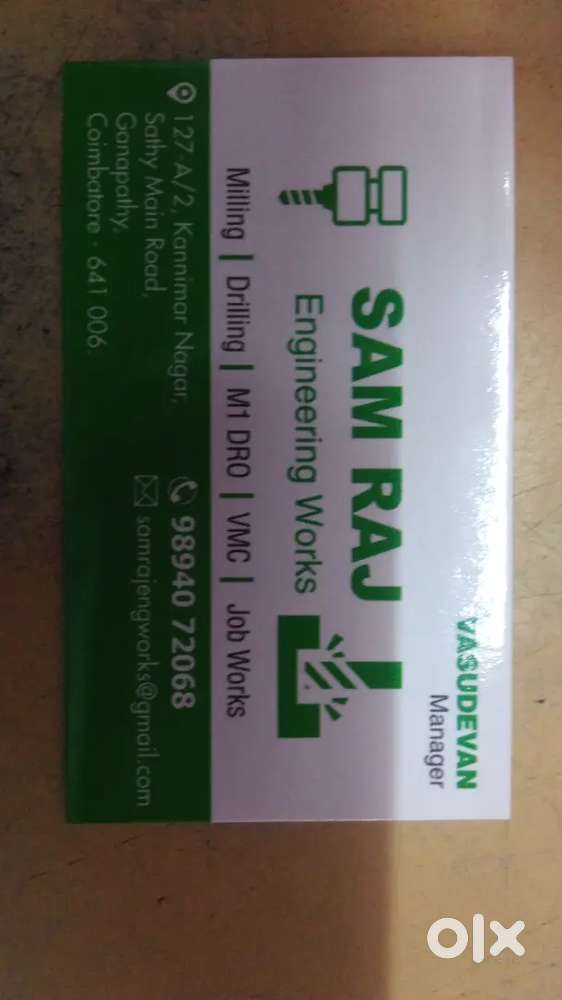 VASUDEVAN
Manager
SAM RAJ
Engineering Works
Milling | Drilling | M1 DRO | VMC | Job Works
127-A/2, Kannimar Nagar,
Sathy Main Road,
Ganapathy,
Coimbatore - 641 006.
98940 72068
samrajengworks@gmail.com
olx